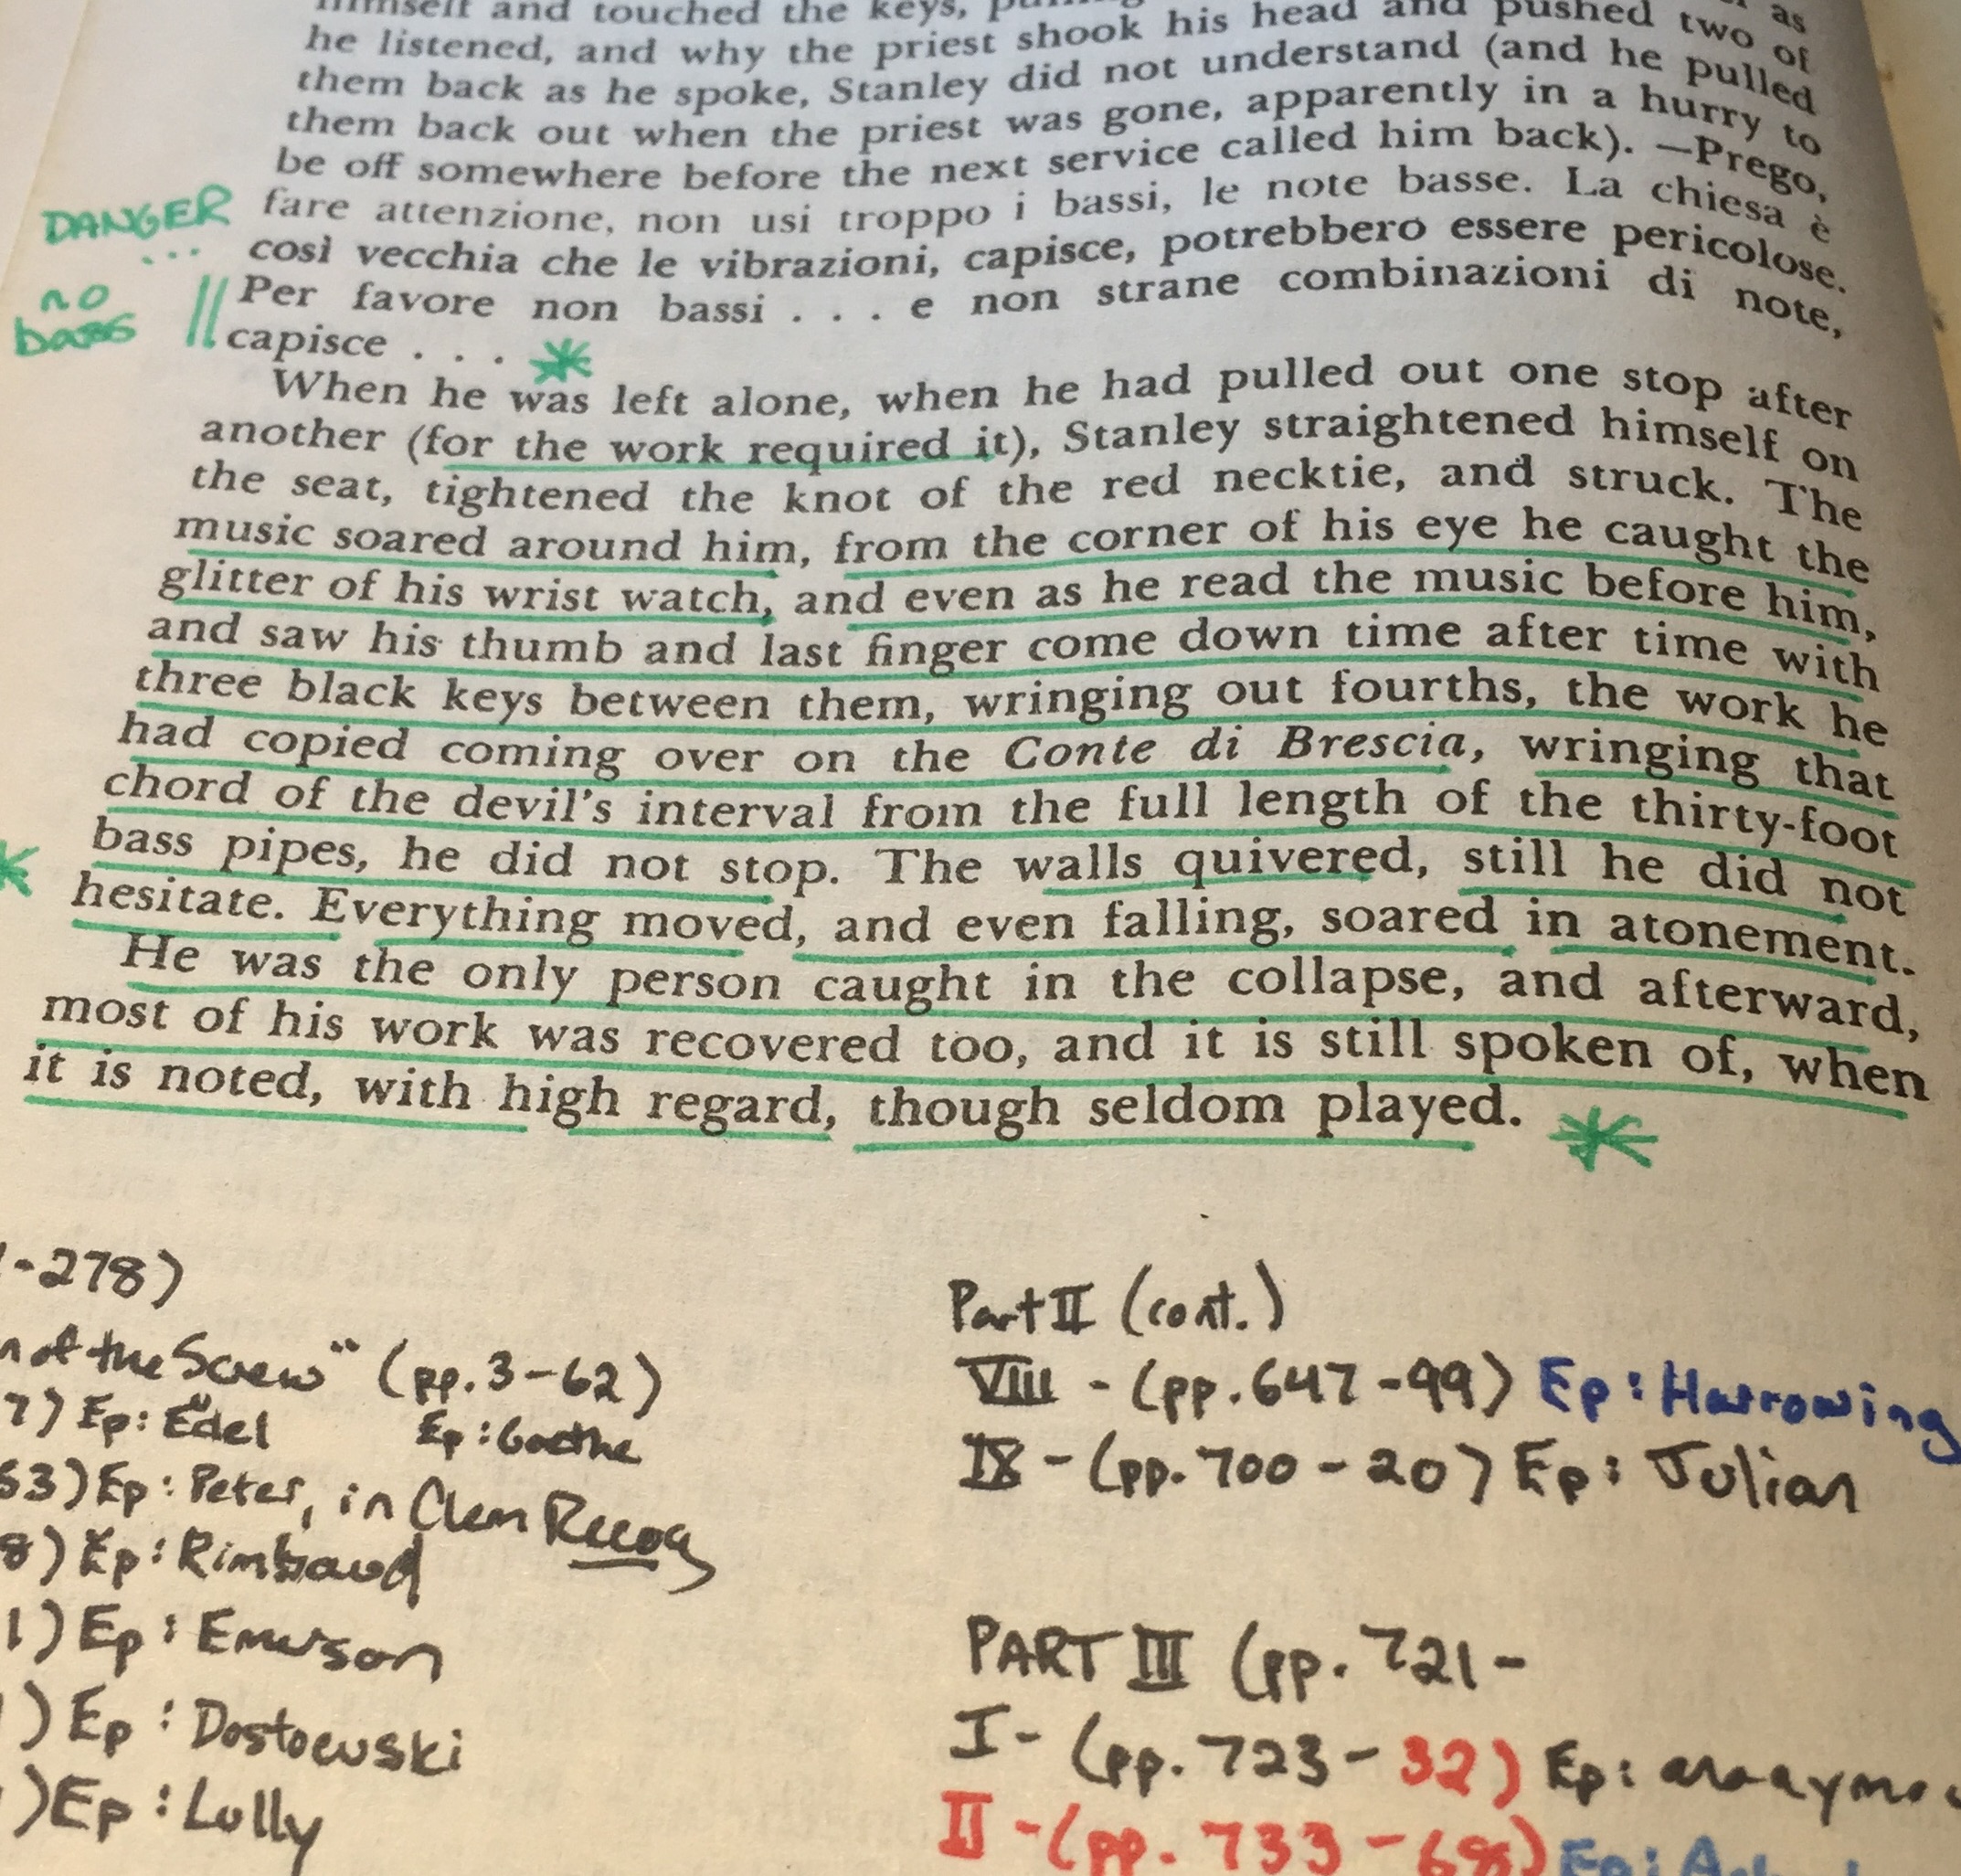 himself and touched the keys,
as
he listened, and why the priest shook his head and pushed two of
them back as he spoke, Stanley did not understand (and he pulled
them back out when the priest was gone, apparently in a hurry to
be off somewhere before the next service called him back). —Prego,
DANGER fare attenzione, non usi troppo i bassi, le note basse. La chiesa è
... così vecchia che le vibrazioni, capisce, potrebbero essere pericolose.
no Per favore non bassi . . . e non strane combinazioni di note,
bass capisce . . .
When he was left alone, when he had pulled out one stop after
another (for the work required it), Stanley straightened himself on
the seat, tightened the knot of the red necktie, and struck. The
music soared around him, from the corner of his eye he caught the
glitter of his wrist watch, and even as he read the music before him,
and saw his thumb and last finger come down time after time with
three black keys between them, wringing out fourths, the work he
had copied coming over on the Conte di Brescia, wringing that
chord of the devil's interval from the full length of the thirty-foot
bass pipes, he did not stop. The walls quivered, still he did not
hesitate. Everything moved, and even falling, soared in atonement.
He was the only person caught in the collapse, and afterward,
most of his work was recovered too, and it is still spoken of, when
it is noted, with high regard, though seldom played.
-278)
of the Screw" (pp. 3-62)
7) Ep: Edel Ep: Goethe
53) Ep: Peter, in Clem Recog
8) Ep: Rimbaud
1) Ep: Emerson
) Ep: Dostoevski
) Ep: Lully
Part II (cont.)
VIII - (pp. 647-99) Ep: Harrowing
IX - (pp. 700-20) Ep: Julian
PART III (pp. 721-
I - (pp. 723-32) Ep:
II - (pp. 733-68) Ep: